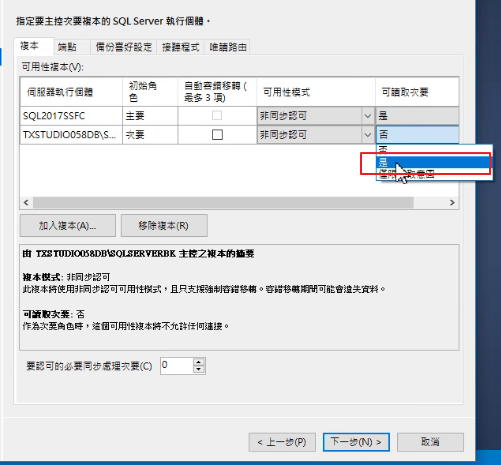 指定要主控次要複本的 SQL Server 執行個體。
複本 端點 備份喜好設定 接聽程式 唯讀路由
可用性複本(V):
伺服器執行個體 初始角色 自動容錯移轉 (最多 3 項) 可用性模式 可讀取次要
SQL2017SSFC 主要 非同步認可 是
TXSTUDIO058DB\S... 次要 非同步認可 否
否
是
加入複本(A)... 移除複本(R)
由 TXSTUDIO058DB\SQLSERVERBK 主控之複本的摘要
複本模式: 非同步認可
此複本將使用非同步認可可用性模式，且只支援強制容錯移轉。容錯移轉期間可能會遺失資料。
可讀取次要: 否
作為次要角色時，這個可用性複本將不允許任何連接。
要認可的必要同步處理次要(C) 0
< 上一步(P) 下一步(N) > 取消